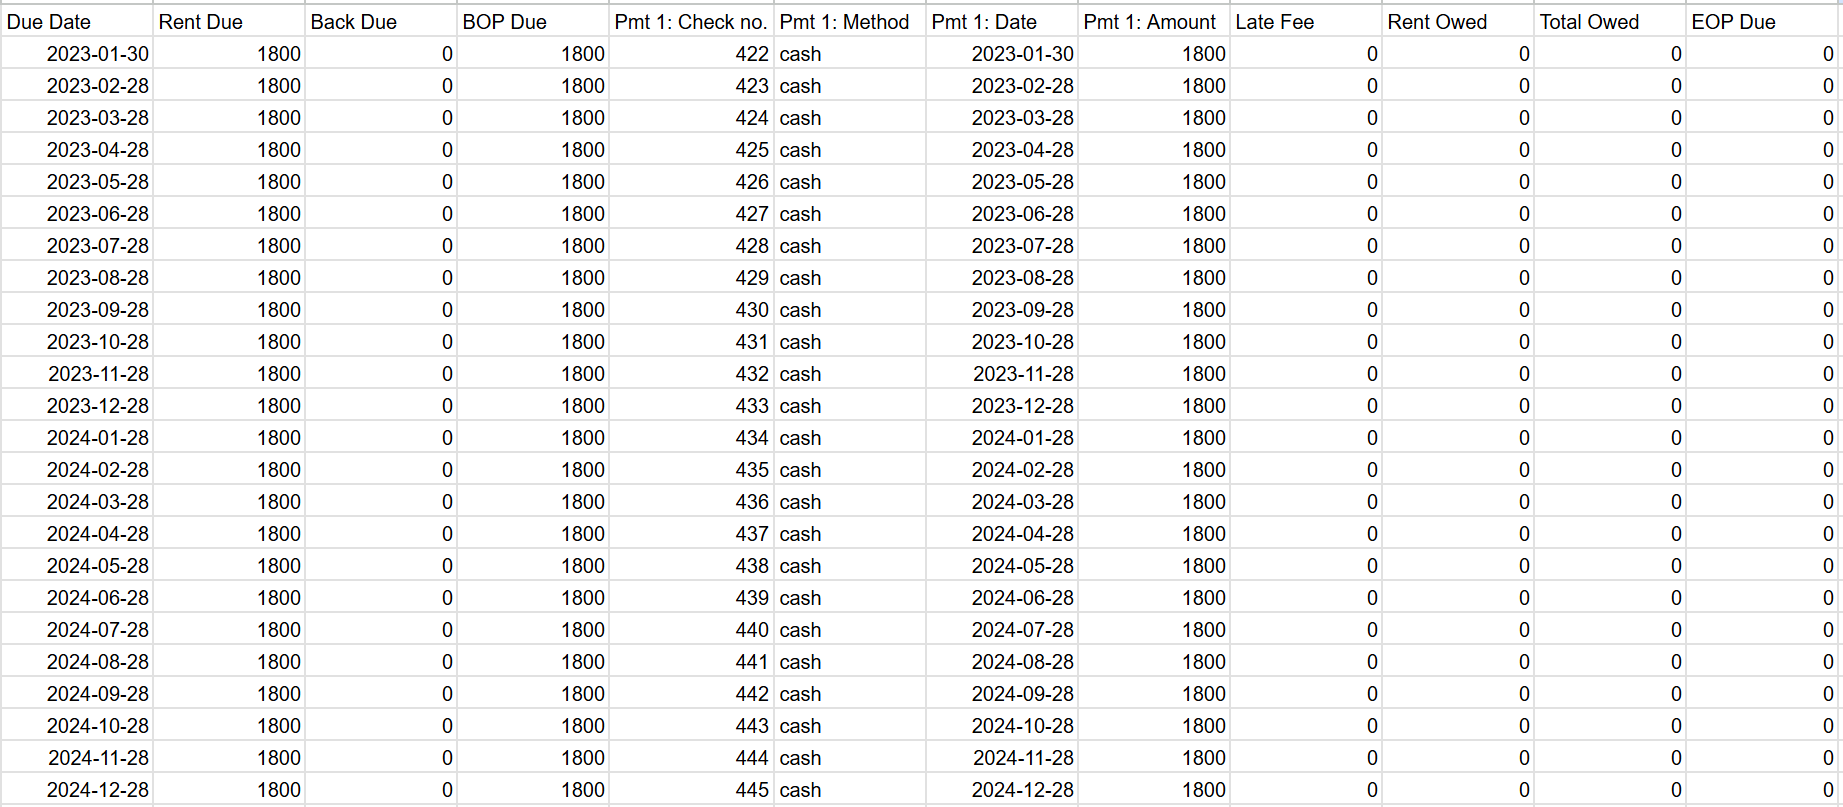 Due Date Rent Due Back Due BOP Due Pmt 1: Check no. Pmt 1: Method Pmt 1: Date Pmt 1: Amount Late Fee Rent Owed Total Owed EOP Due
2023-01-30 1800 0 1800 422 cash 2023-01-30 1800 0 0 0 0
2023-02-28 1800 0 1800 423 cash 2023-02-28 1800 0 0 0 0
2023-03-28 1800 0 1800 424 cash 2023-03-28 1800 0 0 0 0
2023-04-28 1800 0 1800 425 cash 2023-04-28 1800 0 0 0 0
2023-05-28 1800 0 1800 426 cash 2023-05-28 1800 0 0 0 0
2023-06-28 1800 0 1800 427 cash 2023-06-28 1800 0 0 0 0
2023-07-28 1800 0 1800 428 cash 2023-07-28 1800 0 0 0 0
2023-08-28 1800 0 1800 429 cash 2023-08-28 1800 0 0 0 0
2023-09-28 1800 0 1800 430 cash 2023-09-28 1800 0 0 0 0
2023-10-28 1800 0 1800 431 cash 2023-10-28 1800 0 0 0 0
2023-11-28 1800 0 1800 432 cash 2023-11-28 1800 0 0 0 0
2023-12-28 1800 0 1800 433 cash 2023-12-28 1800 0 0 0 0
2024-01-28 1800 0 1800 434 cash 2024-01-28 1800 0 0 0 0
2024-02-28 1800 0 1800 435 cash 2024-02-28 1800 0 0 0 0
2024-03-28 1800 0 1800 436 cash 2024-03-28 1800 0 0 0 0
2024-04-28 1800 0 1800 437 cash 2024-04-28 1800 0 0 0 0
2024-05-28 1800 0 1800 438 cash 2024-05-28 1800 0 0 0 0
2024-06-28 1800 0 1800 439 cash 2024-06-28 1800 0 0 0 0
2024-07-28 1800 0 1800 440 cash 2024-07-28 1800 0 0 0 0
2024-08-28 1800 0 1800 441 cash 2024-08-28 1800 0 0 0 0
2024-09-28 1800 0 1800 442 cash 2024-09-28 1800 0 0 0 0
2024-10-28 1800 0 1800 443 cash 2024-10-28 1800 0 0 0 0
2024-11-28 1800 0 1800 444 cash 2024-11-28 1800 0 0 0 0
2024-12-28 1800 0 1800 445 cash 2024-12-28 1800 0 0 0 0